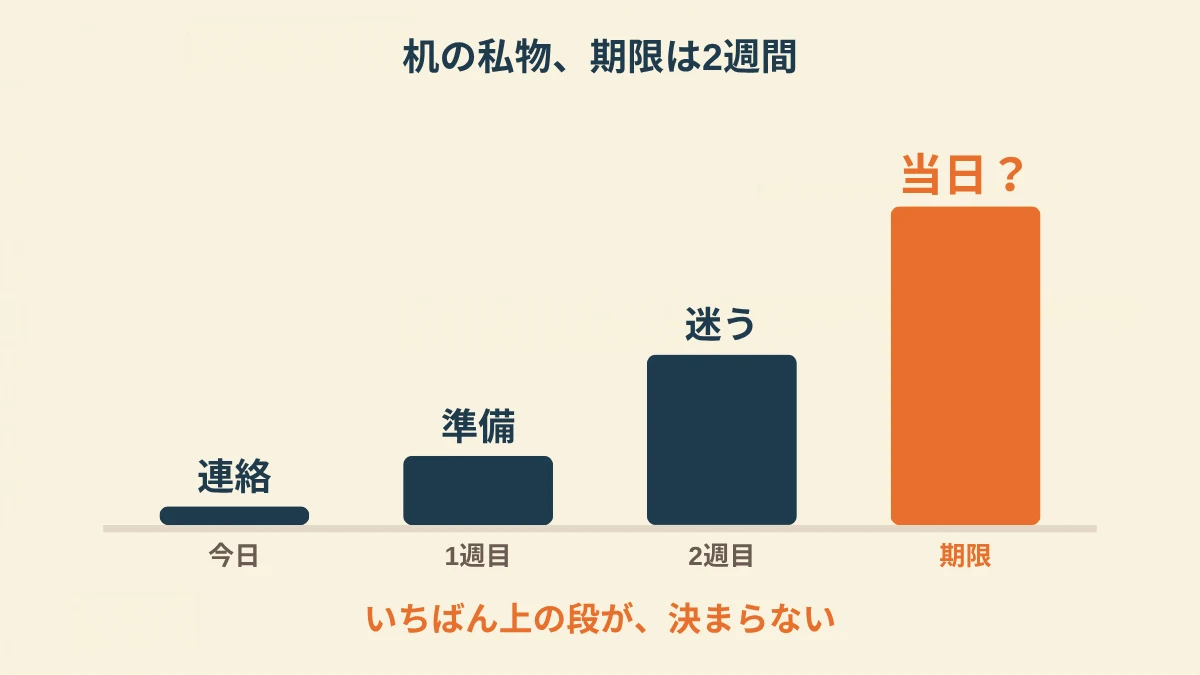 机の私物、期限は2週間
当日？
迷う
準備
連絡
今日
1週目
2週目
期限
いちばん上の段が、決まらない